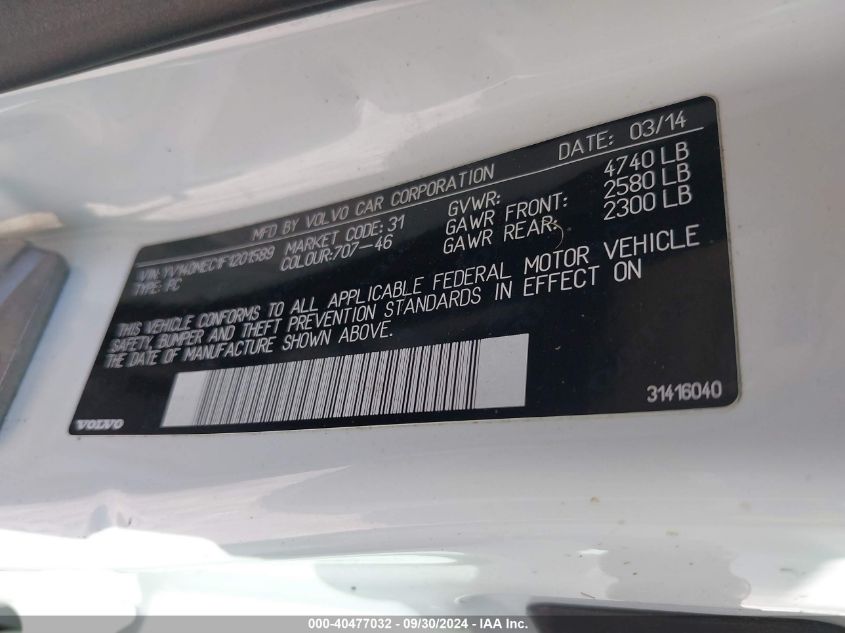 MFD BY VOLVO CAR CORPORATION DATE: 03/14
VIN: YV140MEC1F1201589 MARKET CODE: 31 GVWR: 4740 LB
TYPE: PC COLOUR: 707-46 GAWR FRONT: 2580 LB
GAWR REAR: 2300 LB
THIS VEHICLE CONFORMS TO ALL APPLICABLE FEDERAL MOTOR VEHICLE
SAFETY, BUMPER AND THEFT PREVENTION STANDARDS IN EFFECT ON
THE DATE OF MANUFACTURE SHOWN ABOVE.
VOLVO 31416040
000-40477032 - 09/30/2024 - IAA Inc.